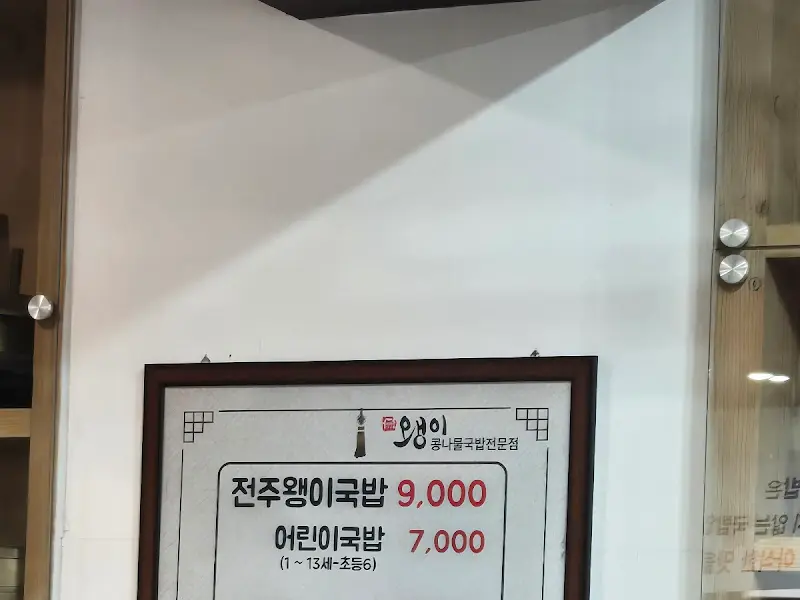 왱이
콩나물국밥전문점
전주왱이국밥 9,000
어린이국밥 7,000
(1 ~ 13세-초등6)